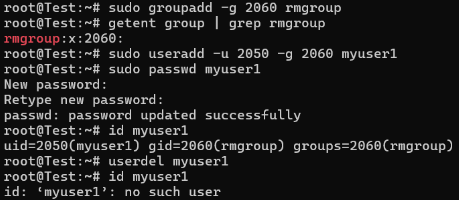 root@Test:~# sudo groupadd -g 2060 rmgroup
root@Test:~# getent group | grep rmgroup
rmgroup:x:2060:
root@Test:~# sudo useradd -u 2050 -g 2060 myuser1
root@Test:~# sudo passwd myuser1
New password:
Retype new password:
passwd: password updated successfully
root@Test:~# id myuser1
uid=2050(myuser1) gid=2060(rmgroup) groups=2060(rmgroup)
root@Test:~# userdel myuser1
root@Test:~# id myuser1
id: ‘myuser1’: no such user